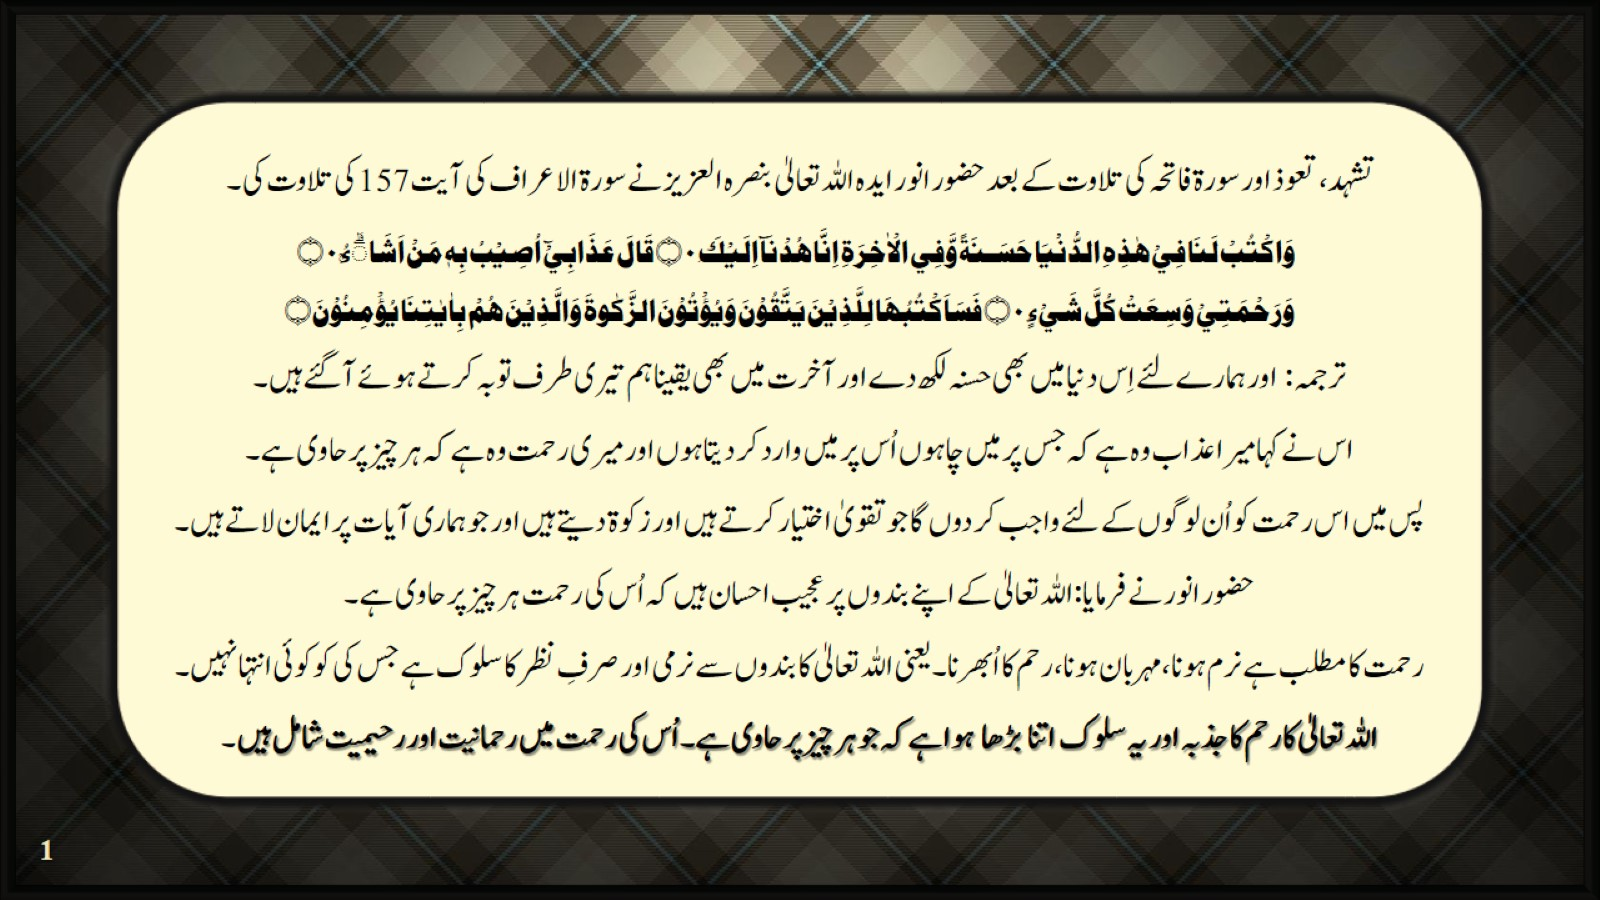 تشہد، تعوذ اور سورۃ فاتحہ کی تلاوت کے بعد حضور انور ایدہ اللہ تعالیٰ بنصرہ العزیز نے سورۃ الاعراف کی آیت 157 کی تلاوت کی۔
وَاكْتُبْ لَنَا فِيْ هٰذِهِ الدُّنْيَا حَسَـنَةً وَّفِي الْاٰخِرَةِ اِنَّا هُدْنَاۤ اِلَيْكَ۰۝قَالَ عَذَابِيْۤ اُصِيْبُ بِهٖ مَنْ اَشَاۗءُ۰۝
وَرَحْمَتِيْ وَسِعَتْ كُلَّ شَيْءٍ۰۝فَسَاَكْتُبُهَا لِلَّذِيْنَ يَتَّقُوْنَ وَيُؤْتُوْنَ الزَّكٰوةَ وَالَّذِيْنَ هُمْ بِاٰيٰتِنَا يُؤْمِنُوْنَ۝
ترجمہ: اور ہمارے لئے اِس دنیا میں بھی حسنہ لکھ دے اور آخرت میں بھی یقیناہم تیری طرف توبہ کرتے ہوئے آ گئے ہیں۔
اس نے کہا میرا عذاب وہ ہے کہ جس پر میں چاہوں اُس پر میں وارد کر دیتاہوں اور میری رحمت وہ ہے کہ ہر چیز پر حاوی ہے۔
پس میں اس رحمت کو اُن لوگوں کے لئے واجب کر دوں گا جو تقویٰ اختیار کرتے ہیں اور زکوۃ دیتے ہیں اور جو ہماری آیات پر ایمان لاتے ہیں۔
حضور انور نے فرمایا: اللہ تعالیٰ کے اپنے بندوں پر عجیب احسان ہیں کہ اُس کی رحمت ہر چیز پر حاوی ہے۔
رحمت کا مطلب ہے نرم ہونا، مہربان ہونا، رحم کا اُبھرنا۔ یعنی اللہ تعالیٰ کا بندوں سے نرمی اور صرفِ نظر کا سلوک ہے جس کی کو کوئی انتہا نہیں۔
اللہ تعالیٰ کا رحم کا جذبہ اور یہ سلوک اتنا بڑھا ہوا ہے کہ جو ہر چیز پر حاوی ہے۔ اُس کی رحمت میں رحمانیت اور رحیمیت شامل ہیں۔
1